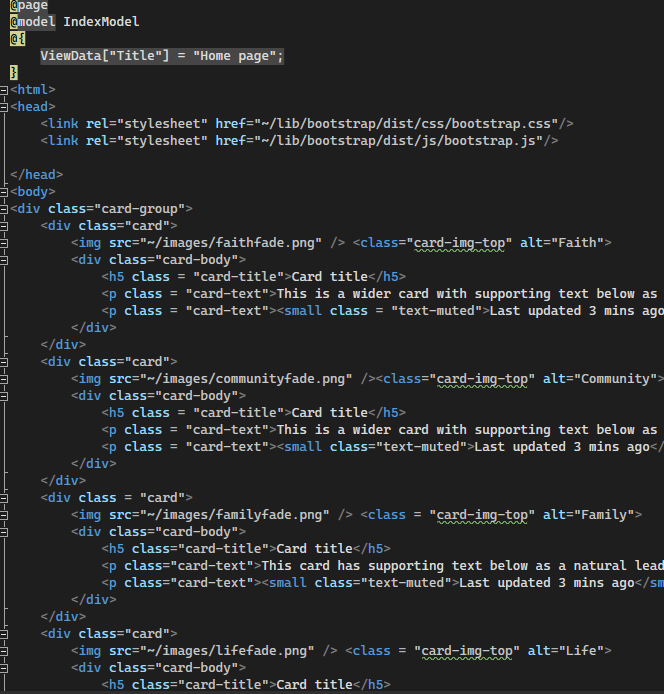 @page
@model IndexModel
@{
    ViewData["Title"] = "Home page";
}
<html>
<head>
    <link rel="stylesheet" href="~/lib/bootstrap/dist/css/bootstrap.css"/>
    <link rel="stylesheet" href="~/lib/bootstrap/dist/js/bootstrap.js"/>
</head>
<body>
<div class="card-group">
    <div class="card">
        <img src="~/images/faithfade.png" /> <class="card-img-top" alt="Faith">
        <div class="card-body">
            <h5 class = "card-title">Card title</h5>
            <p class = "card-text">This is a wider card with supporting text below as
            <p class = "card-text"><small class = "text-muted">Last updated 3 mins ago
        </div>
    </div>
    <div class="card">
        <img src="~/images/communityfade.png" /><class="card-img-top" alt="Community">
        <div class="card-body">
            <h5 class = "card-title">Card title</h5>
            <p class = "card-text">This is a wider card with supporting text below as
            <p class = "card-text"><small class="text-muted">Last updated 3 mins ago</
        </div>
    </div>
    <div class = "card">
        <img src="~/images/familyfade.png" /> <class = "card-img-top" alt="Family">
        <div class="card-body">
            <h5 class="card-title">Card title</h5>
            <p class="card-text">This card has supporting text below as a natural lead
            <p class="card-text"><small class="text-muted">Last updated 3 mins ago</sm
        </div>
    </div>
    <div class="card">
        <img src="~/images/lifefade.png" /> <class = "card-img-top" alt="Life">
        <div class="card-body">
            <h5 class="card-title">Card title</h5>